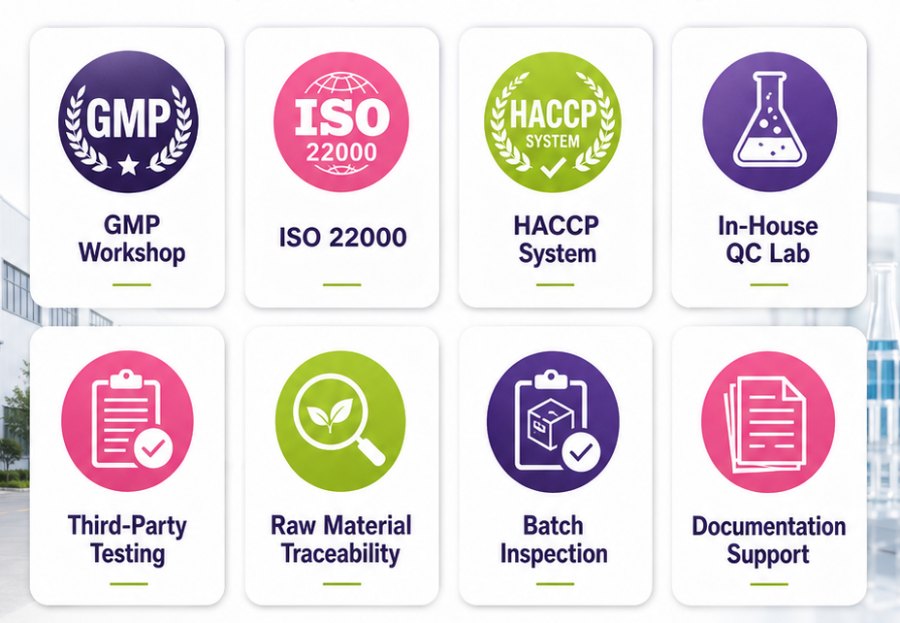 GMP
GMP
Workshop
ISO
22000
ISO 22000
HACCP
SYSTEM
HACCP
System
In-House
QC Lab
Third-Party
Testing
Raw Material
Traceability
Batch
Inspection
Documentation
Support